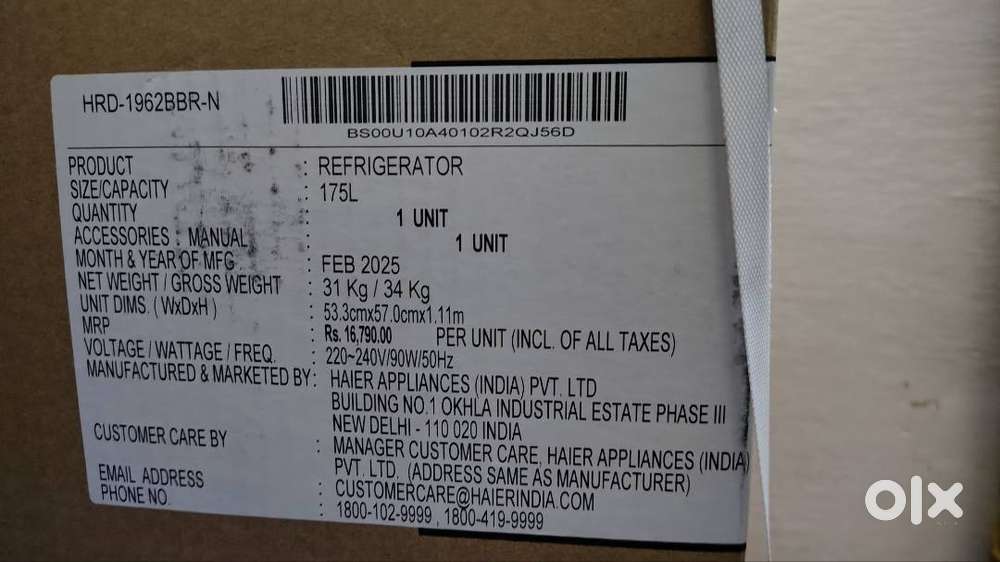 HRD-1962BBR-N
BS00U10A40102R2QJ56D
PRODUCT : REFRIGERATOR
SIZE/CAPACITY : 175L
QUANTITY : 1 UNIT
ACCESSORIES : MANUAL : 1 UNIT
MONTH & YEAR OF MFG : FEB 2025
NET WEIGHT / GROSS WEIGHT : 31 Kg / 34 Kg
UNIT DIMS. ( WxDxH ) : 53.3cmx57.0cmx1.11m
MRP : Rs. 16,790.00 PER UNIT (INCL. OF ALL TAXES)
VOLTAGE / WATTAGE / FREQ. : 220~240V/90W/50Hz
MANUFACTURED & MARKETED BY : HAIER APPLIANCES (INDIA) PVT. LTD
BUILDING NO.1 OKHLA INDUSTRIAL ESTATE PHASE III
NEW DELHI - 110 020 INDIA
CUSTOMER CARE BY : MANAGER CUSTOMER CARE, HAIER APPLIANCES (INDIA)
PVT. LTD. (ADDRESS SAME AS MANUFACTURER)
EMAIL ADDRESS : CUSTOMERCARE@HAIERINDIA.COM
PHONE NO. : 1800-102-9999 , 1800-419-9999
olx